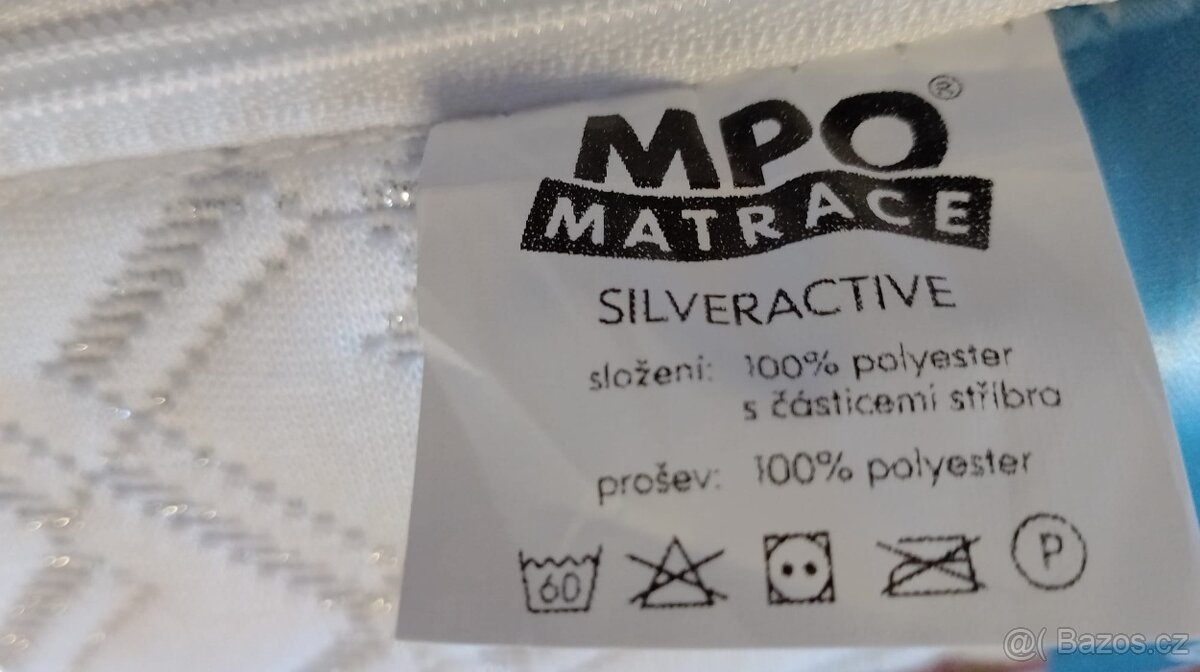 MPO®
MATRACE
SILVERACTIVE
složení: 100% polyester
s částicemi stříbra
prošev: 100% polyester
60 P
@( Bazos.cz